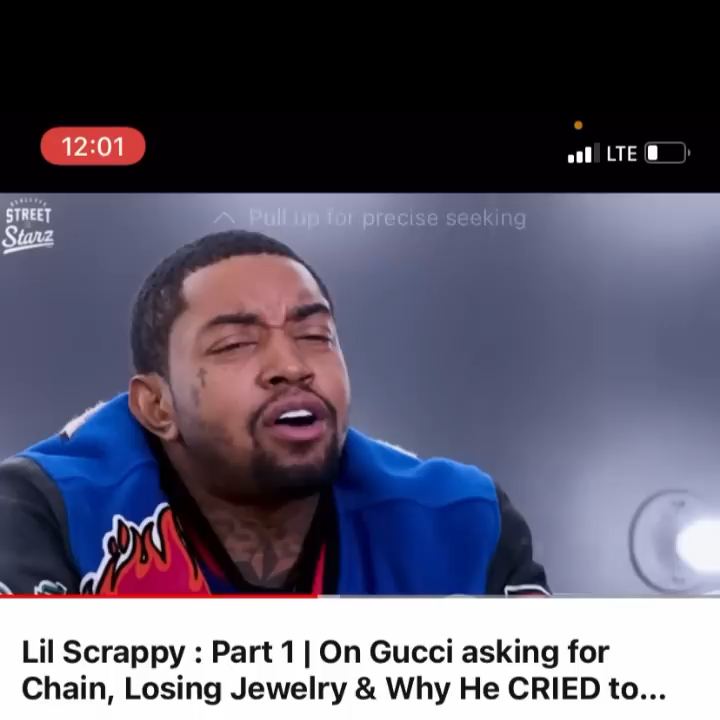 12:01
LTE
STREET
Starz
Pull up for precise seeking
Lil Scrappy : Part 1 | On Gucci asking for
Chain, Losing Jewelry & Why He CRIED to...